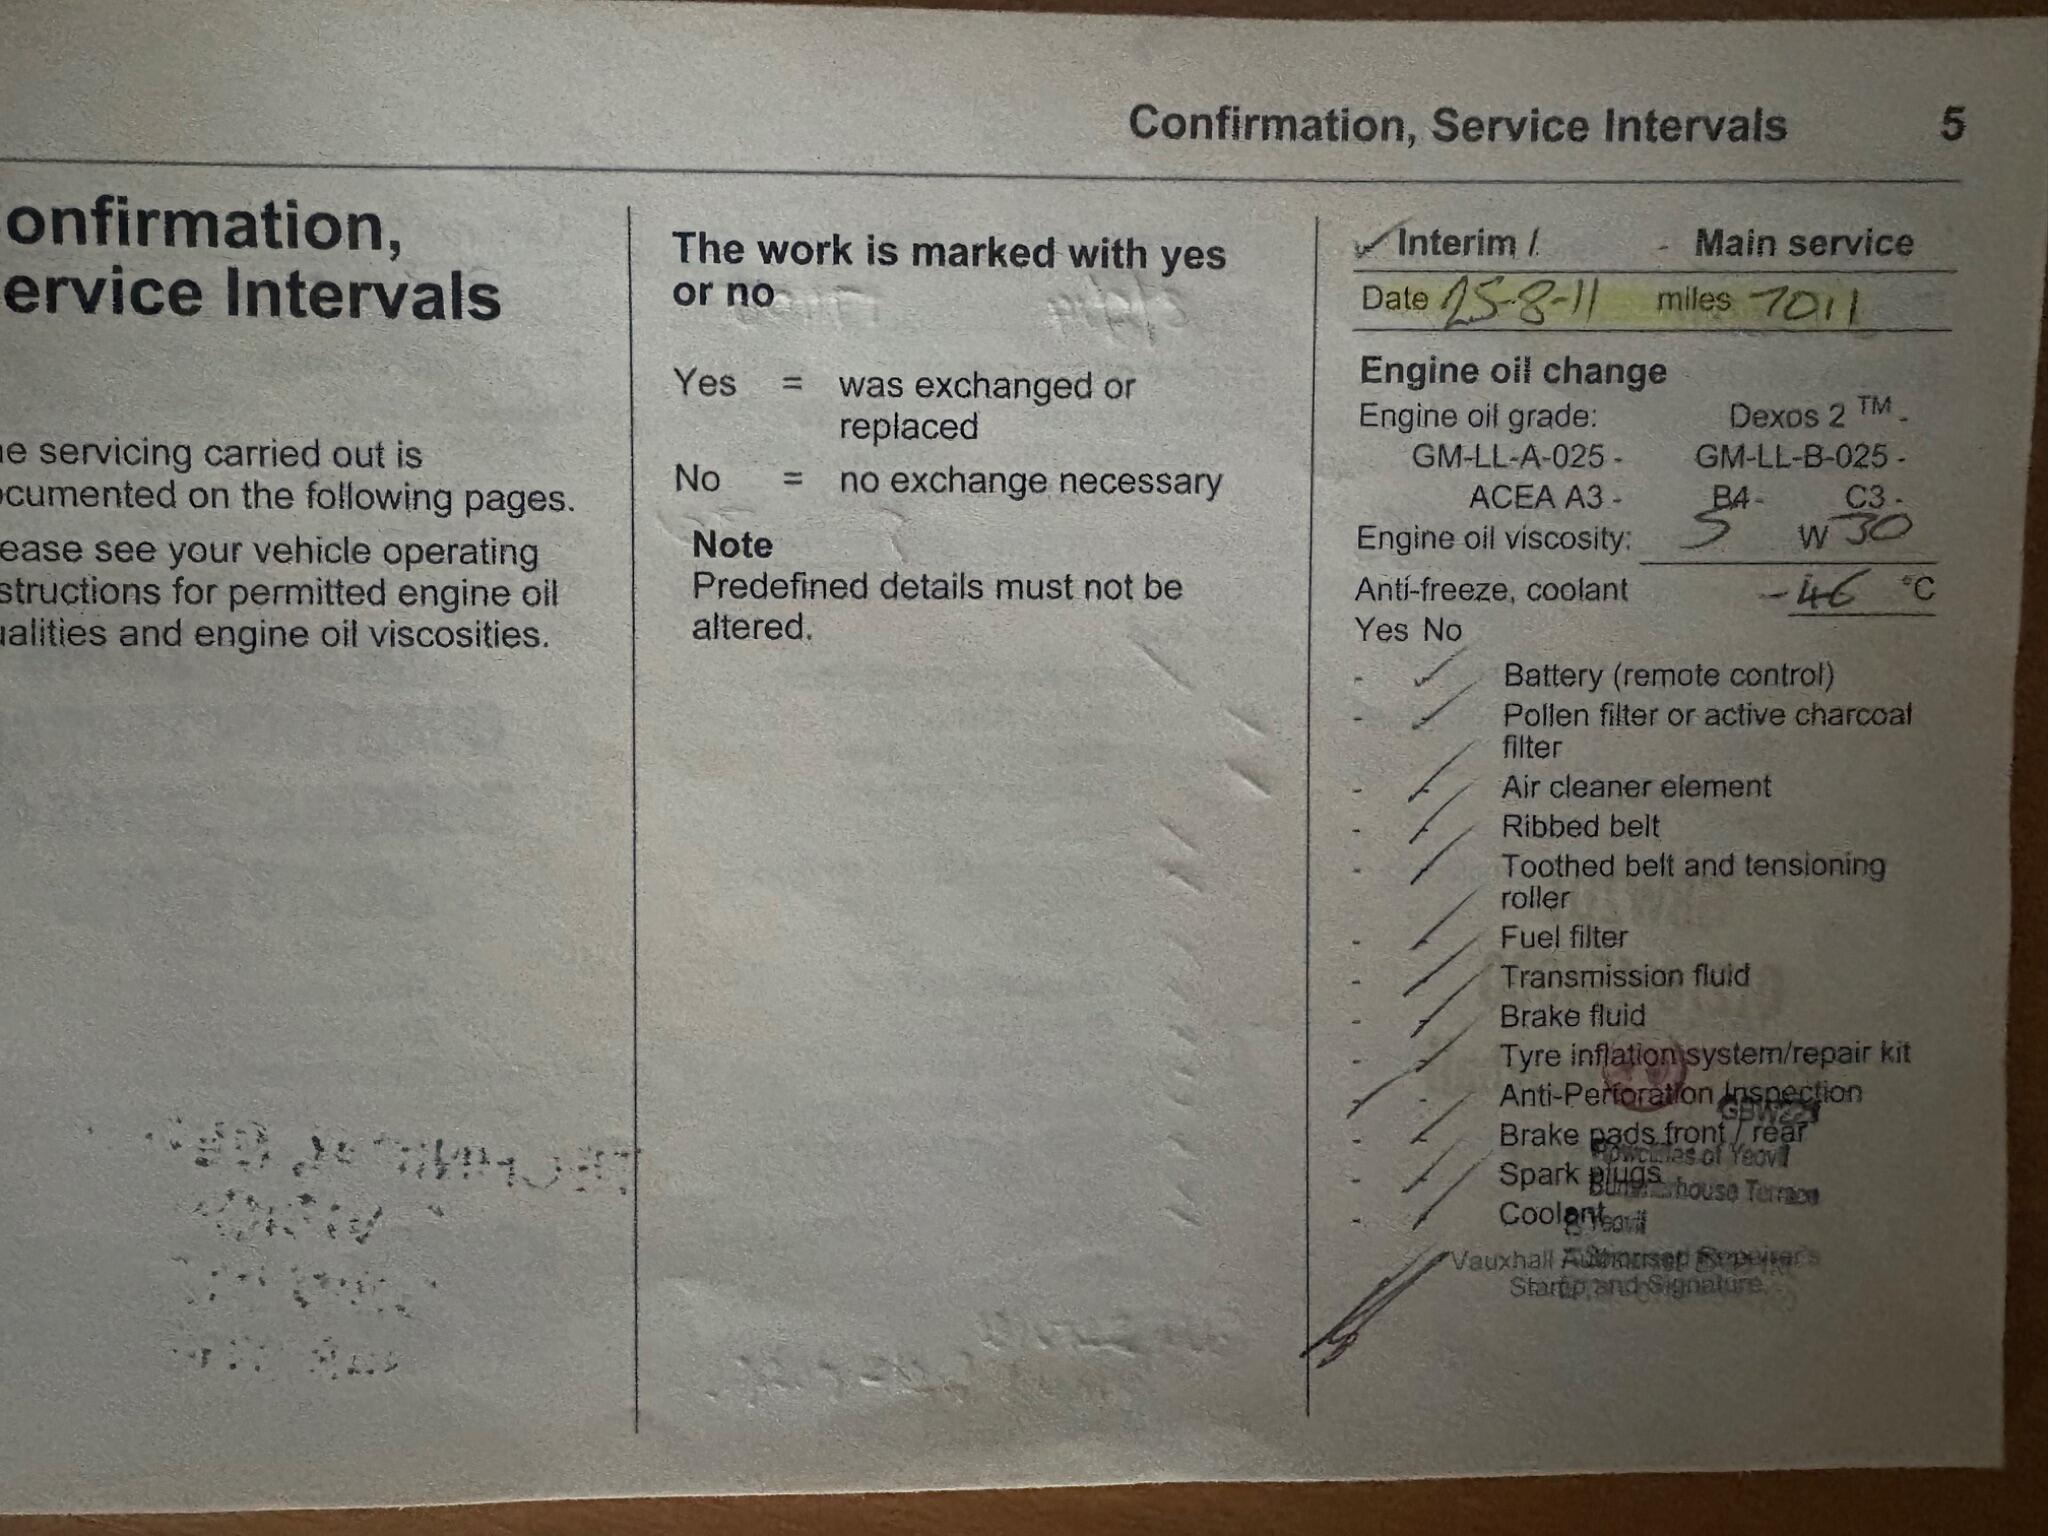 Confirmation, Service Intervals 5
onfirmation,
ervice Intervals
e servicing carried out is
ocumented on the following pages.
ease see your vehicle operating
structions for permitted engine oil
ualities and engine oil viscosities.
The work is marked with yes
or no
Yes = was exchanged or
replaced
No = no exchange necessary
Note
Predefined details must not be
altered.
✓ Interim / - Main service
Date 25-8-11 miles 7011
Engine oil change
Engine oil grade: Dexos 2 TM -
GM-LL-A-025 - GM-LL-B-025 -
ACEA A3 - B4 - C3 -
Engine oil viscosity: 5 W 30
Anti-freeze, coolant -46 °C
Yes No
- ✓ Battery (remote control)
- ✓ Pollen filter or active charcoal
filter
- ✓ Air cleaner element
- ✓ Ribbed belt
- ✓ Toothed belt and tensioning
roller
- ✓ Fuel filter
- ✓ Transmission fluid
- ✓ Brake fluid
- ✓ Tyre inflation system/repair kit
✓ - Anti-Perforation Inspection
- ✓ Brake pads front / rear
of Yeovil
- ✓ Spark plugs
Terrace
- ✓ Coolant
Yeovil
Vauxhall Authorised Repairer's
Stamp and Signature